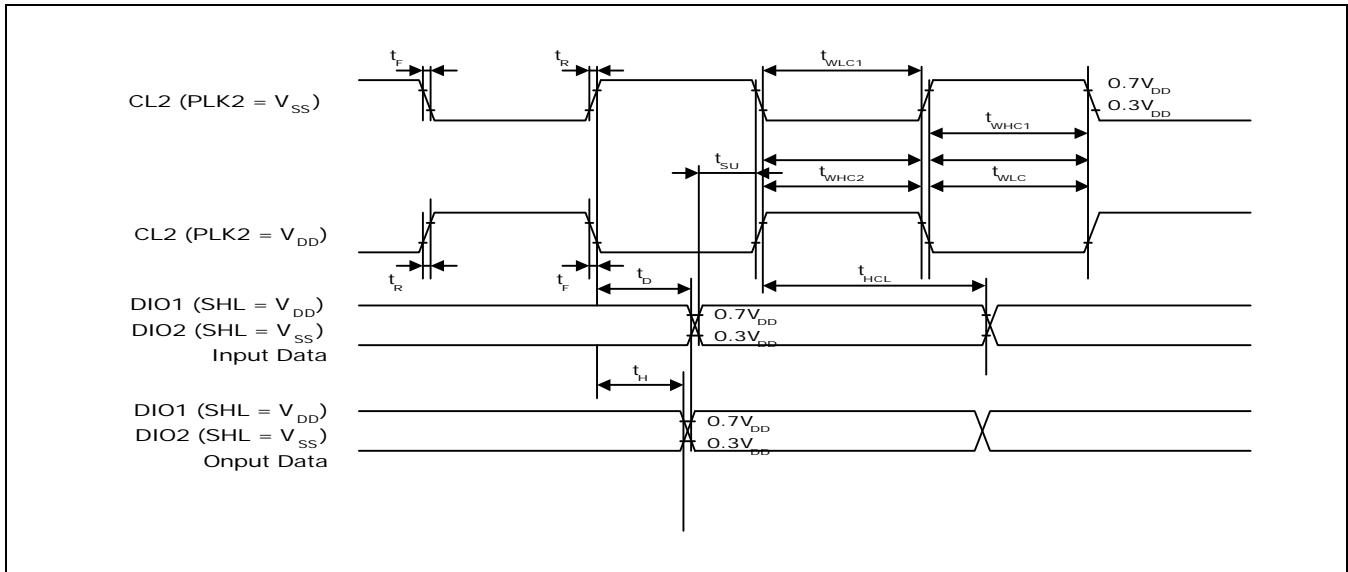 tF
tR
tWLC1
CL2 (PLK2 = VSS)
0.7VDD
0.3VDD
tWHC1
tSU
tWHC2
tWLC
CL2 (PLK2 = VDD)
tR
tF
tD
tHCL
DIO1 (SHL = VDD)
DIO2 (SHL = VSS)
Input Data
0.7VDD
0.3VDD
tH
DIO1 (SHL = VDD)
DIO2 (SHL = VSS)
Onput Data
0.7VDD
0.3VDD